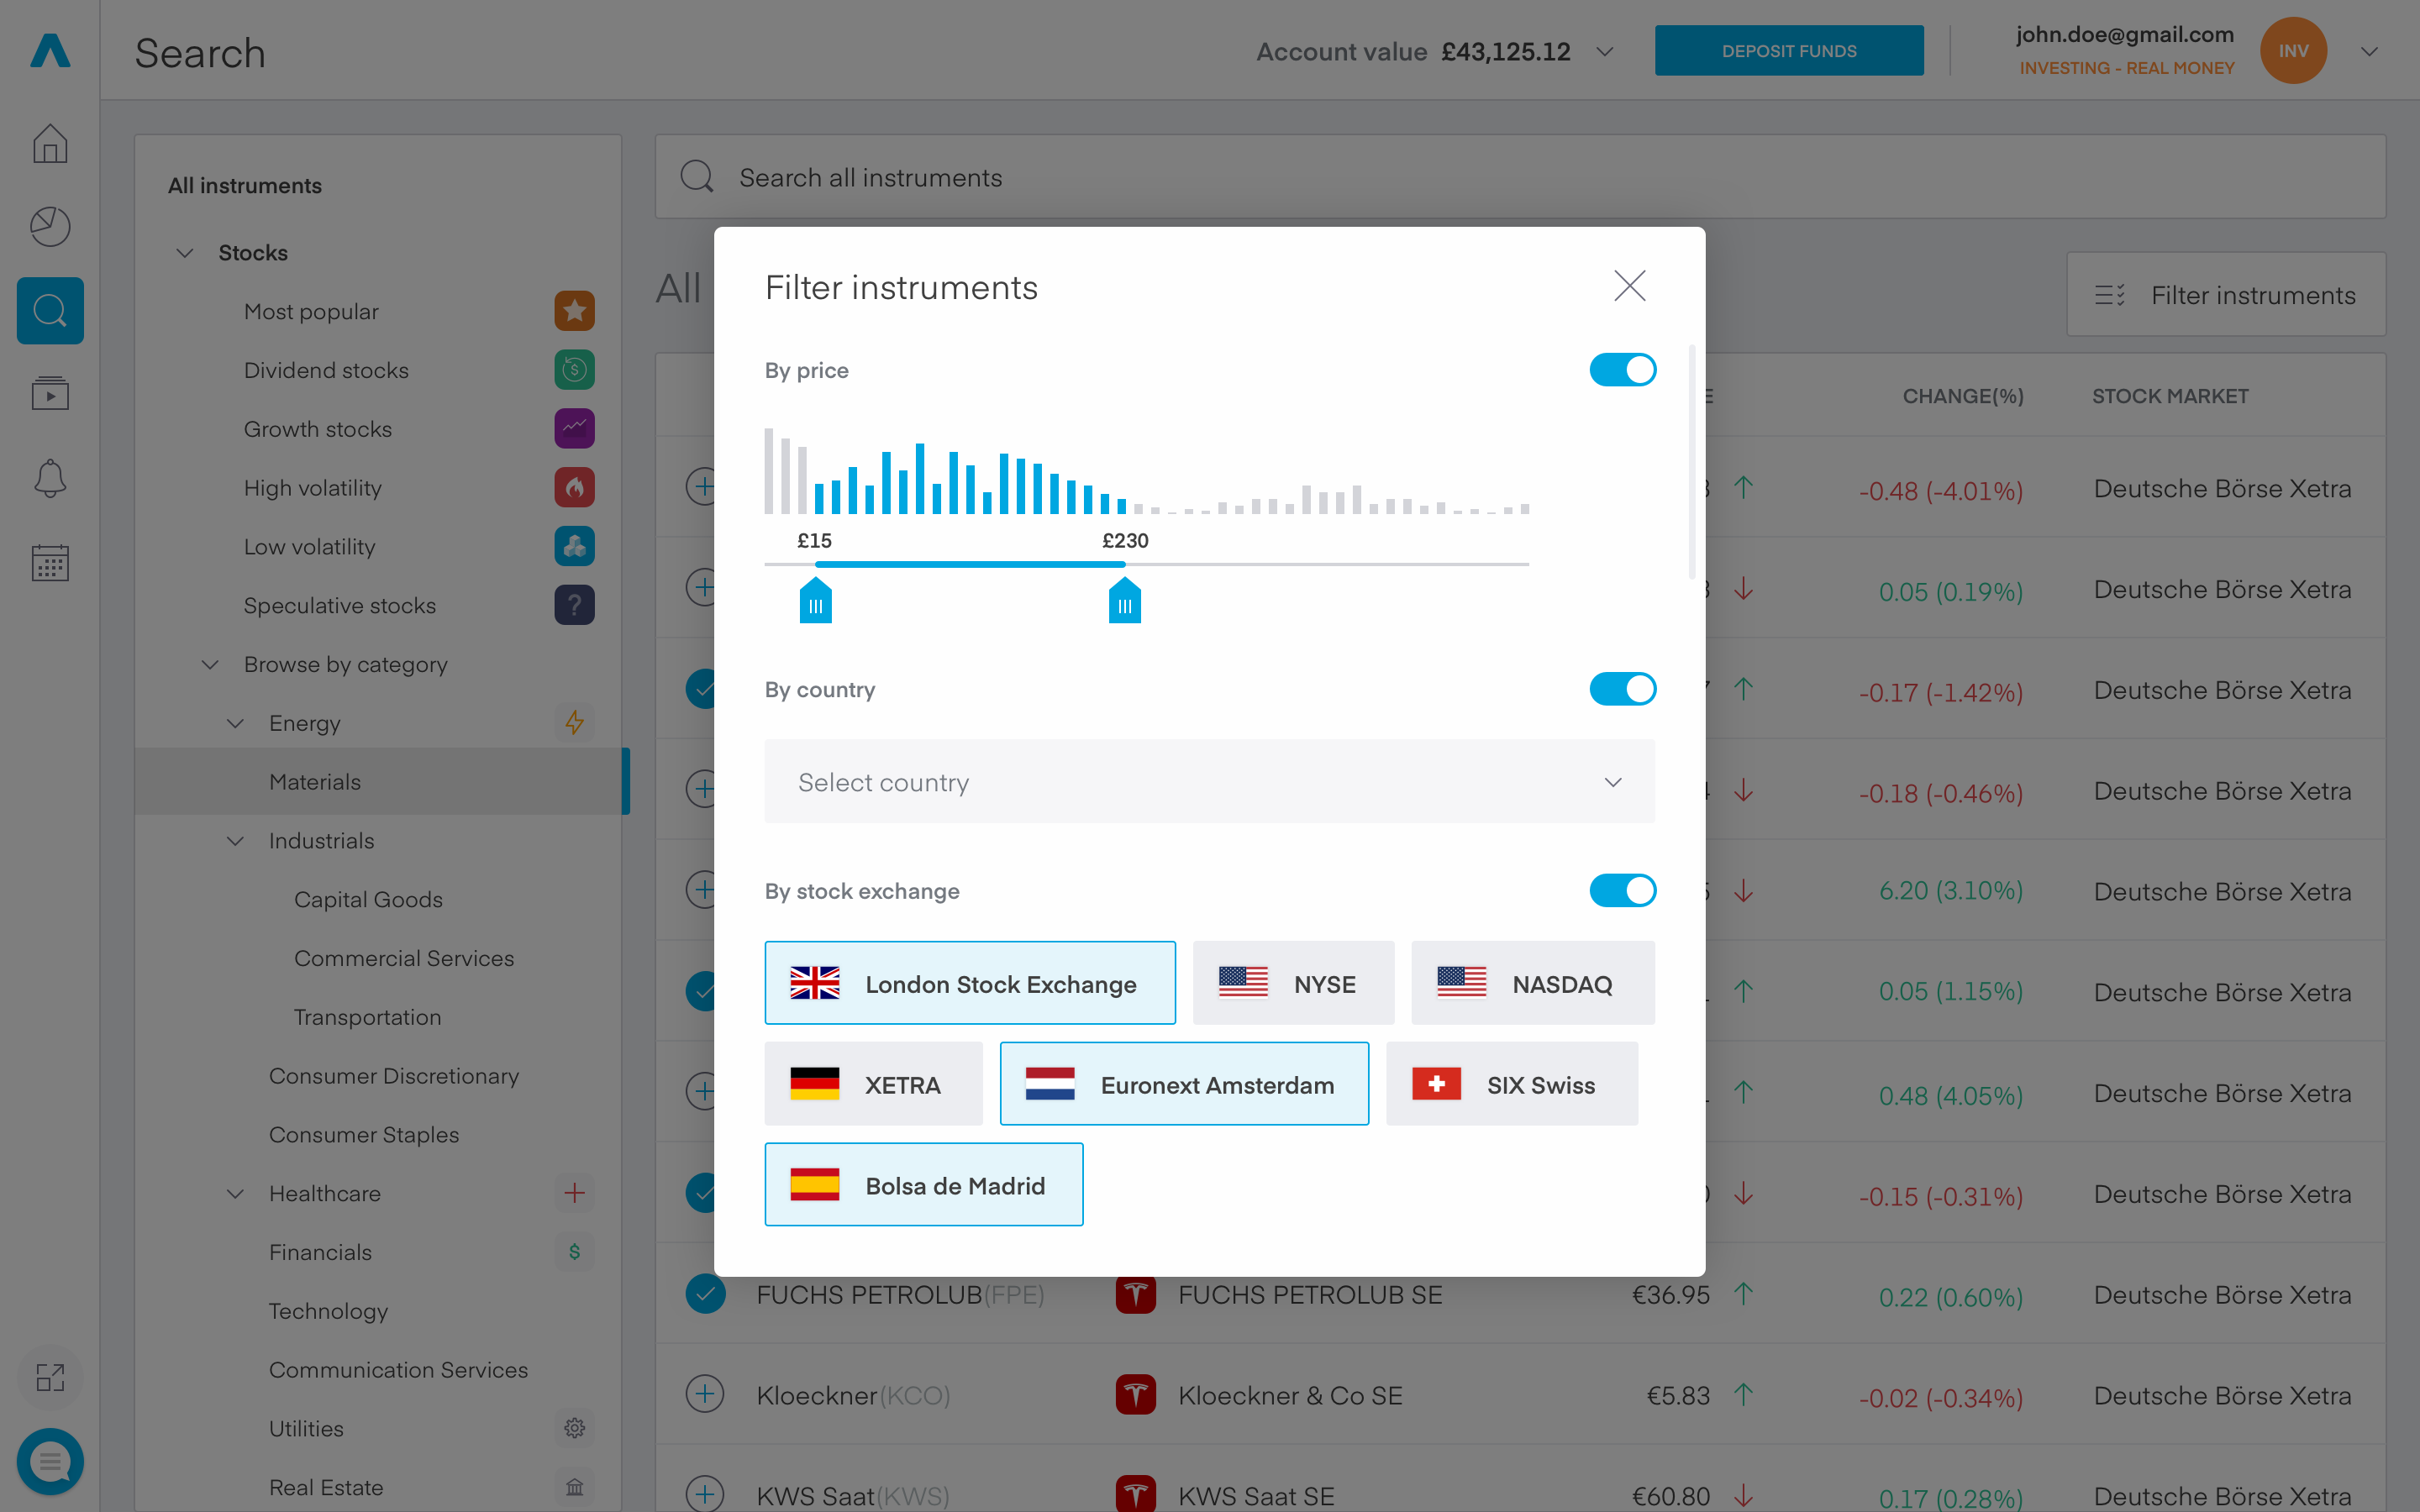 Search
Account value £43,125.12
DEPOSIT FUNDS
john.doe@gmail.com
INVESTING - REAL MONEY
INV
All instruments
Stocks
Most popular
Dividend stocks
Growth stocks
High volatility
Low volatility
Speculative stocks
Browse by category
Energy
Materials
Industrials
Capital Goods
Commercial Services
Transportation
Consumer Discretionary
Consumer Staples
Healthcare
Financials
Technology
Communication Services
Utilities
Real Estate
Search all instruments
All
Filter instruments
CHANGE(%) STOCK MARKET
-0.48 (-4.01%) Deutsche Börse Xetra
0.05 (0.19%) Deutsche Börse Xetra
-0.17 (-1.42%) Deutsche Börse Xetra
-0.18 (-0.46%) Deutsche Börse Xetra
6.20 (3.10%) Deutsche Börse Xetra
0.05 (1.15%) Deutsche Börse Xetra
0.48 (4.05%) Deutsche Börse Xetra
-0.15 (-0.31%) Deutsche Börse Xetra
FUCHS PETROLUB(FPE) FUCHS PETROLUB SE €36.95 0.22 (0.60%) Deutsche Börse Xetra
Kloeckner(KCO) Kloeckner & Co SE €5.83 -0.02 (-0.34%) Deutsche Börse Xetra
KWS Saat(KWS) KWS Saat SE €60.80 0.17 (0.28%) Deutsche Börse Xetra
Filter instruments
By price
£15 £230
By country
Select country
By stock exchange
London Stock Exchange
NYSE
NASDAQ
XETRA
Euronext Amsterdam
SIX Swiss
Bolsa de Madrid